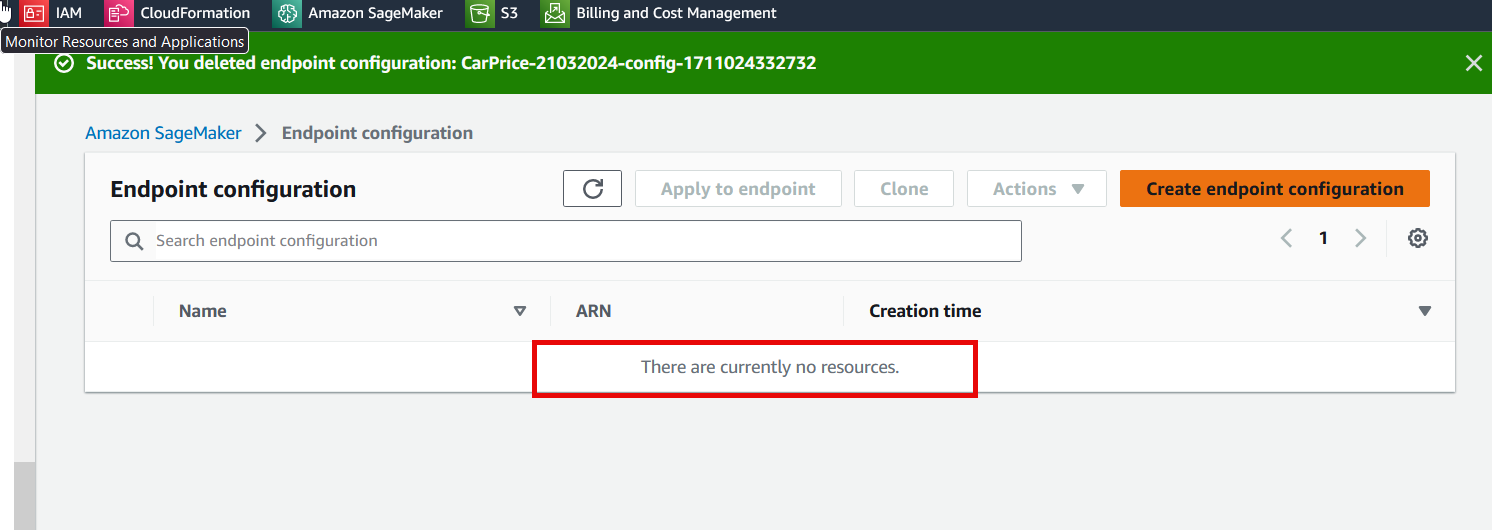 IAM CloudFormation Amazon SageMaker S3 Billing and Cost Management
Monitor Resources and Applications
Success! You deleted endpoint configuration: CarPrice-21032024-config-1711024332732
Amazon SageMaker > Endpoint configuration
Endpoint configuration Apply to endpoint Clone Actions Create endpoint configuration
Search endpoint configuration 1
Name ARN Creation time
There are currently no resources.